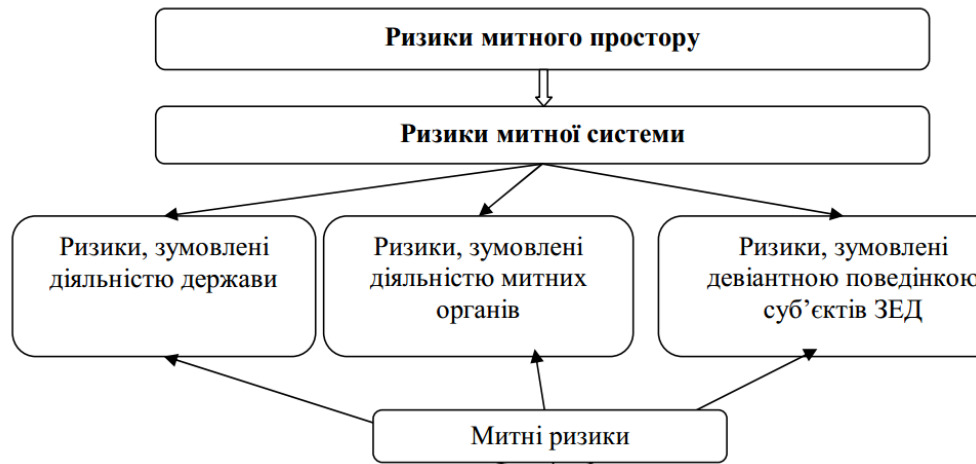 Ризики митного простору
Ризики митної системи
Ризики, зумовлені
діяльністю держави
Ризики, зумовлені
діяльністю митних
органів
Ризики, зумовлені
девіантною поведінкою
суб’єктів ЗЕД
Митні ризики